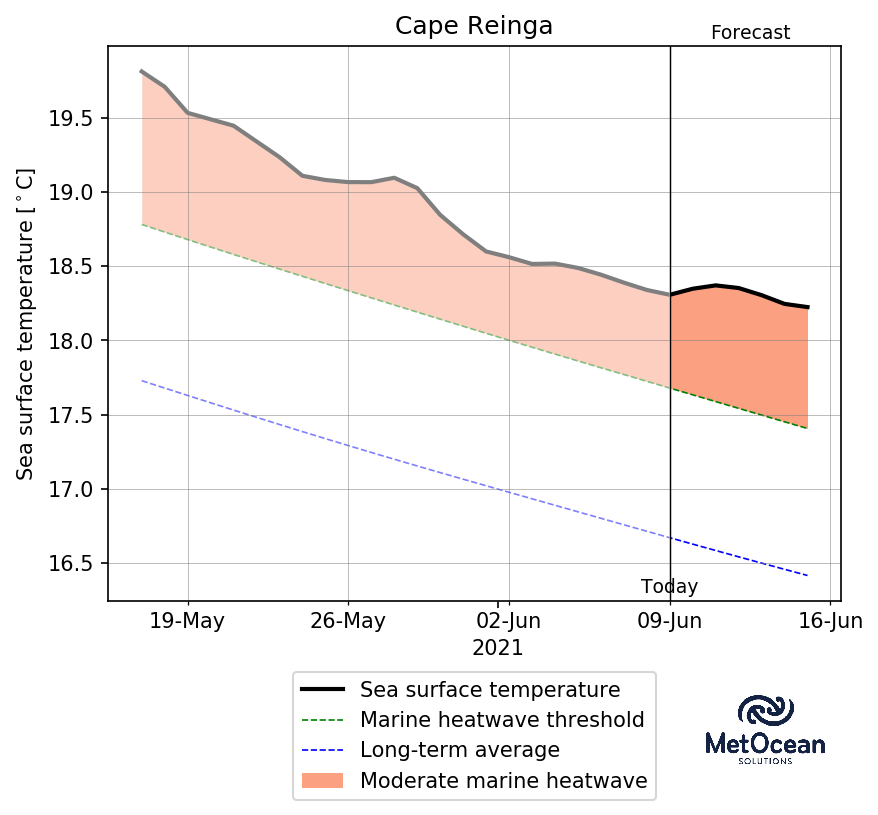 Cape Reinga
Forecast
Sea surface temperature [°C]
19.5
19.0
18.5
18.0
17.5
17.0
16.5
Today
19-May 26-May 02-Jun 09-Jun 16-Jun
2021
Sea surface temperature
Marine heatwave threshold
Long-term average
Moderate marine heatwave
MetOcean
SOLUTIONS